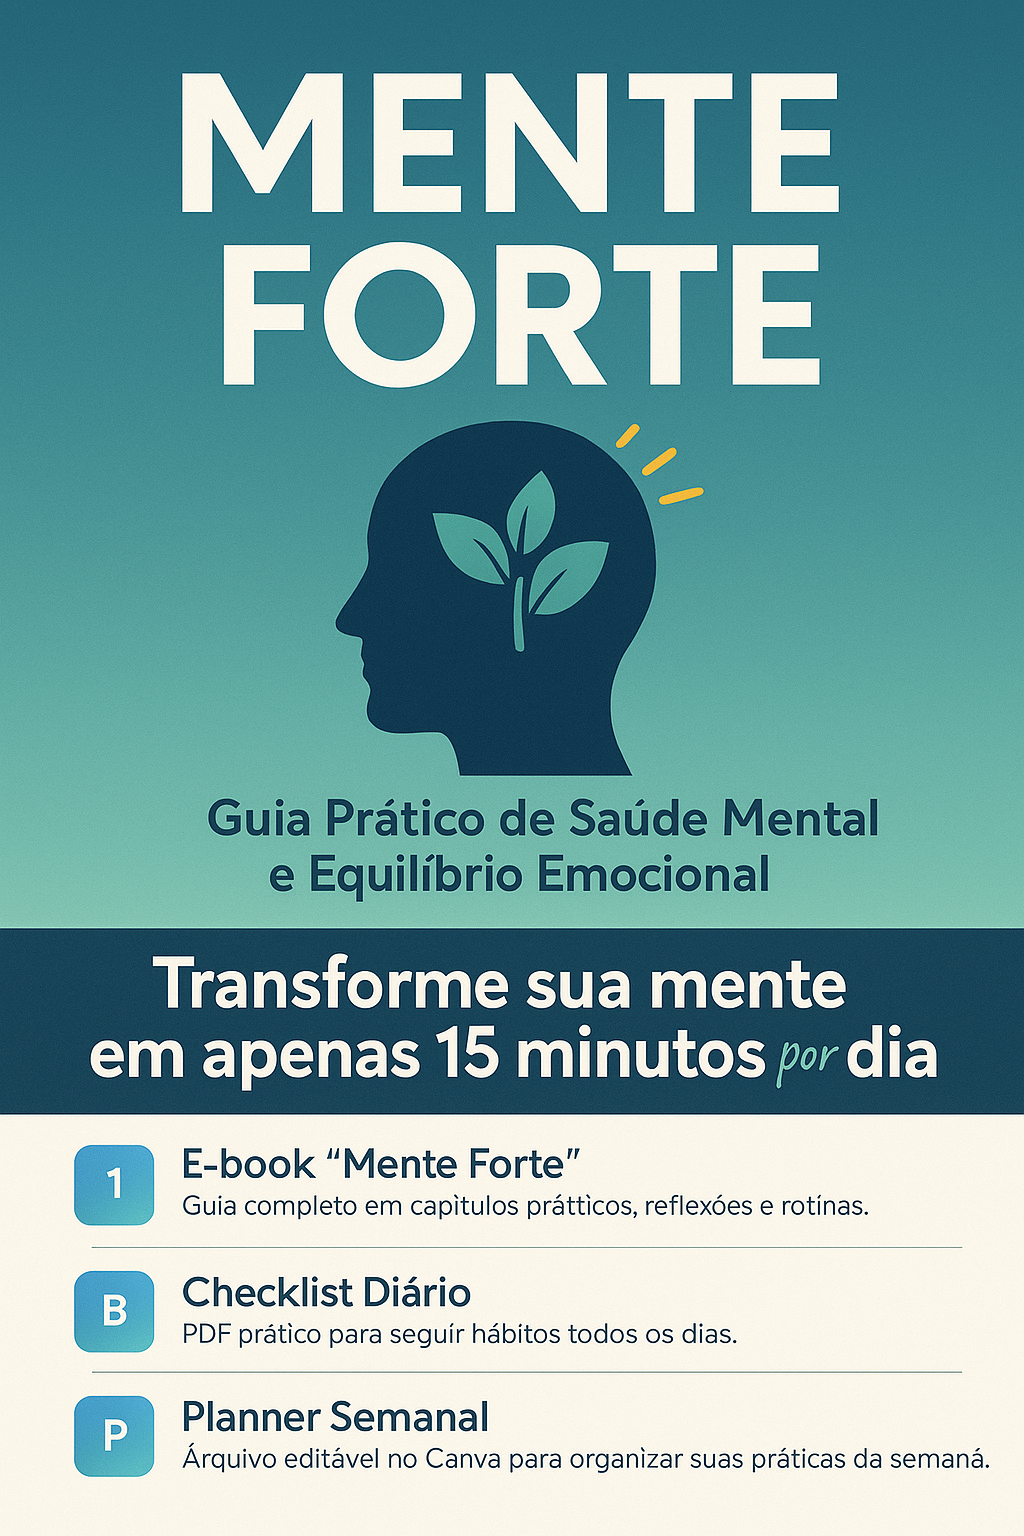 MENTE
FORTE
Guia Prático de Saúde Mental
e Equilíbrio Emocional
Transforme sua mente
em apenas 15 minutos por dia
1
E-book “Mente Forte”
Guia completo em capìtulos práttìcos, reflexóes e rotínas.
B
Checklist Diário
PDF prátìco para seguír hábitos todos os dias.
P
Planner Semanal
Árquivo editável no Canva para organìzar suas práticas da semaná.